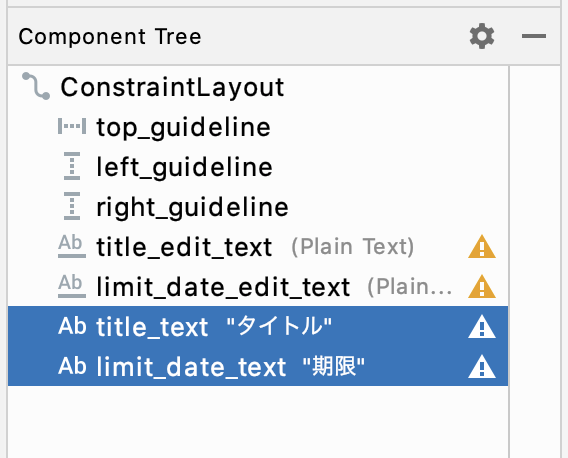 Component Tree
ConstraintLayout
top_guideline
left_guideline
right_guideline
Ab title_edit_text (Plain Text)
Ab limit_date_edit_text (Plain...
Ab title_text "タイトル"
Ab limit_date_text "期限"